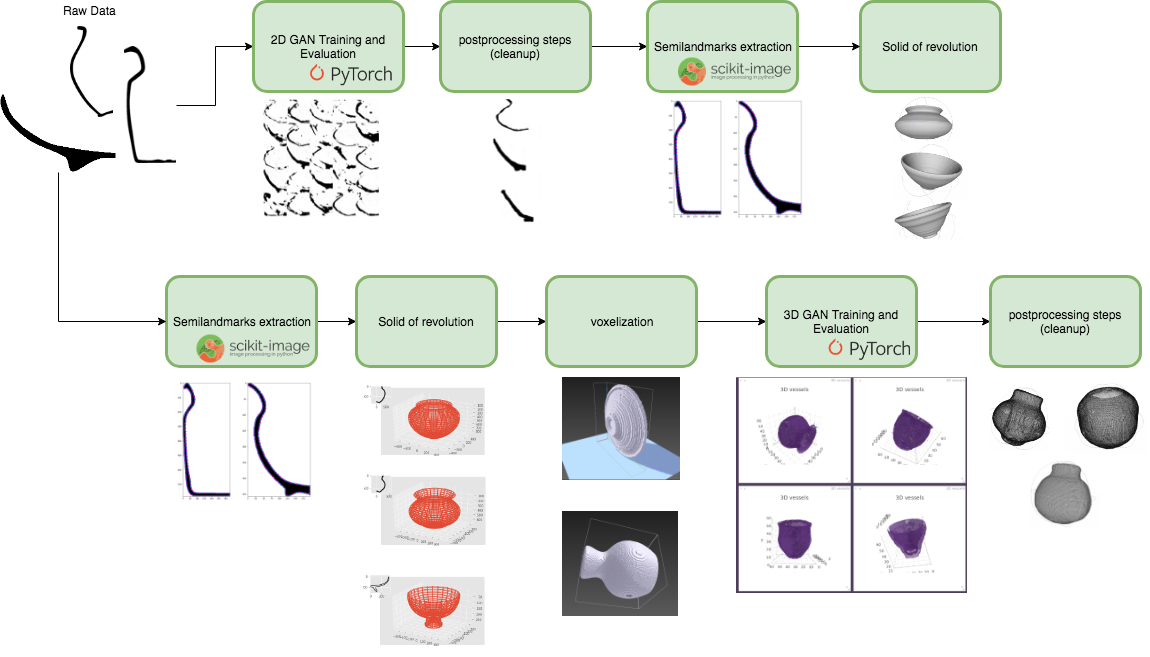 Raw Data
2D GAN Training and
Evaluation
PyTorch
postprocessing steps
(cleanup)
Semilandmarks extraction
scikit-image
image processing in python
Solid of revolution
Semilandmarks extraction
scikit-image
image processing in python
Solid of revolution
voxelization
3D GAN Training and
Evaluation
PyTorch
postprocessing steps
(cleanup)
3D vessels
3D vessels
3D vessels
3D vessels